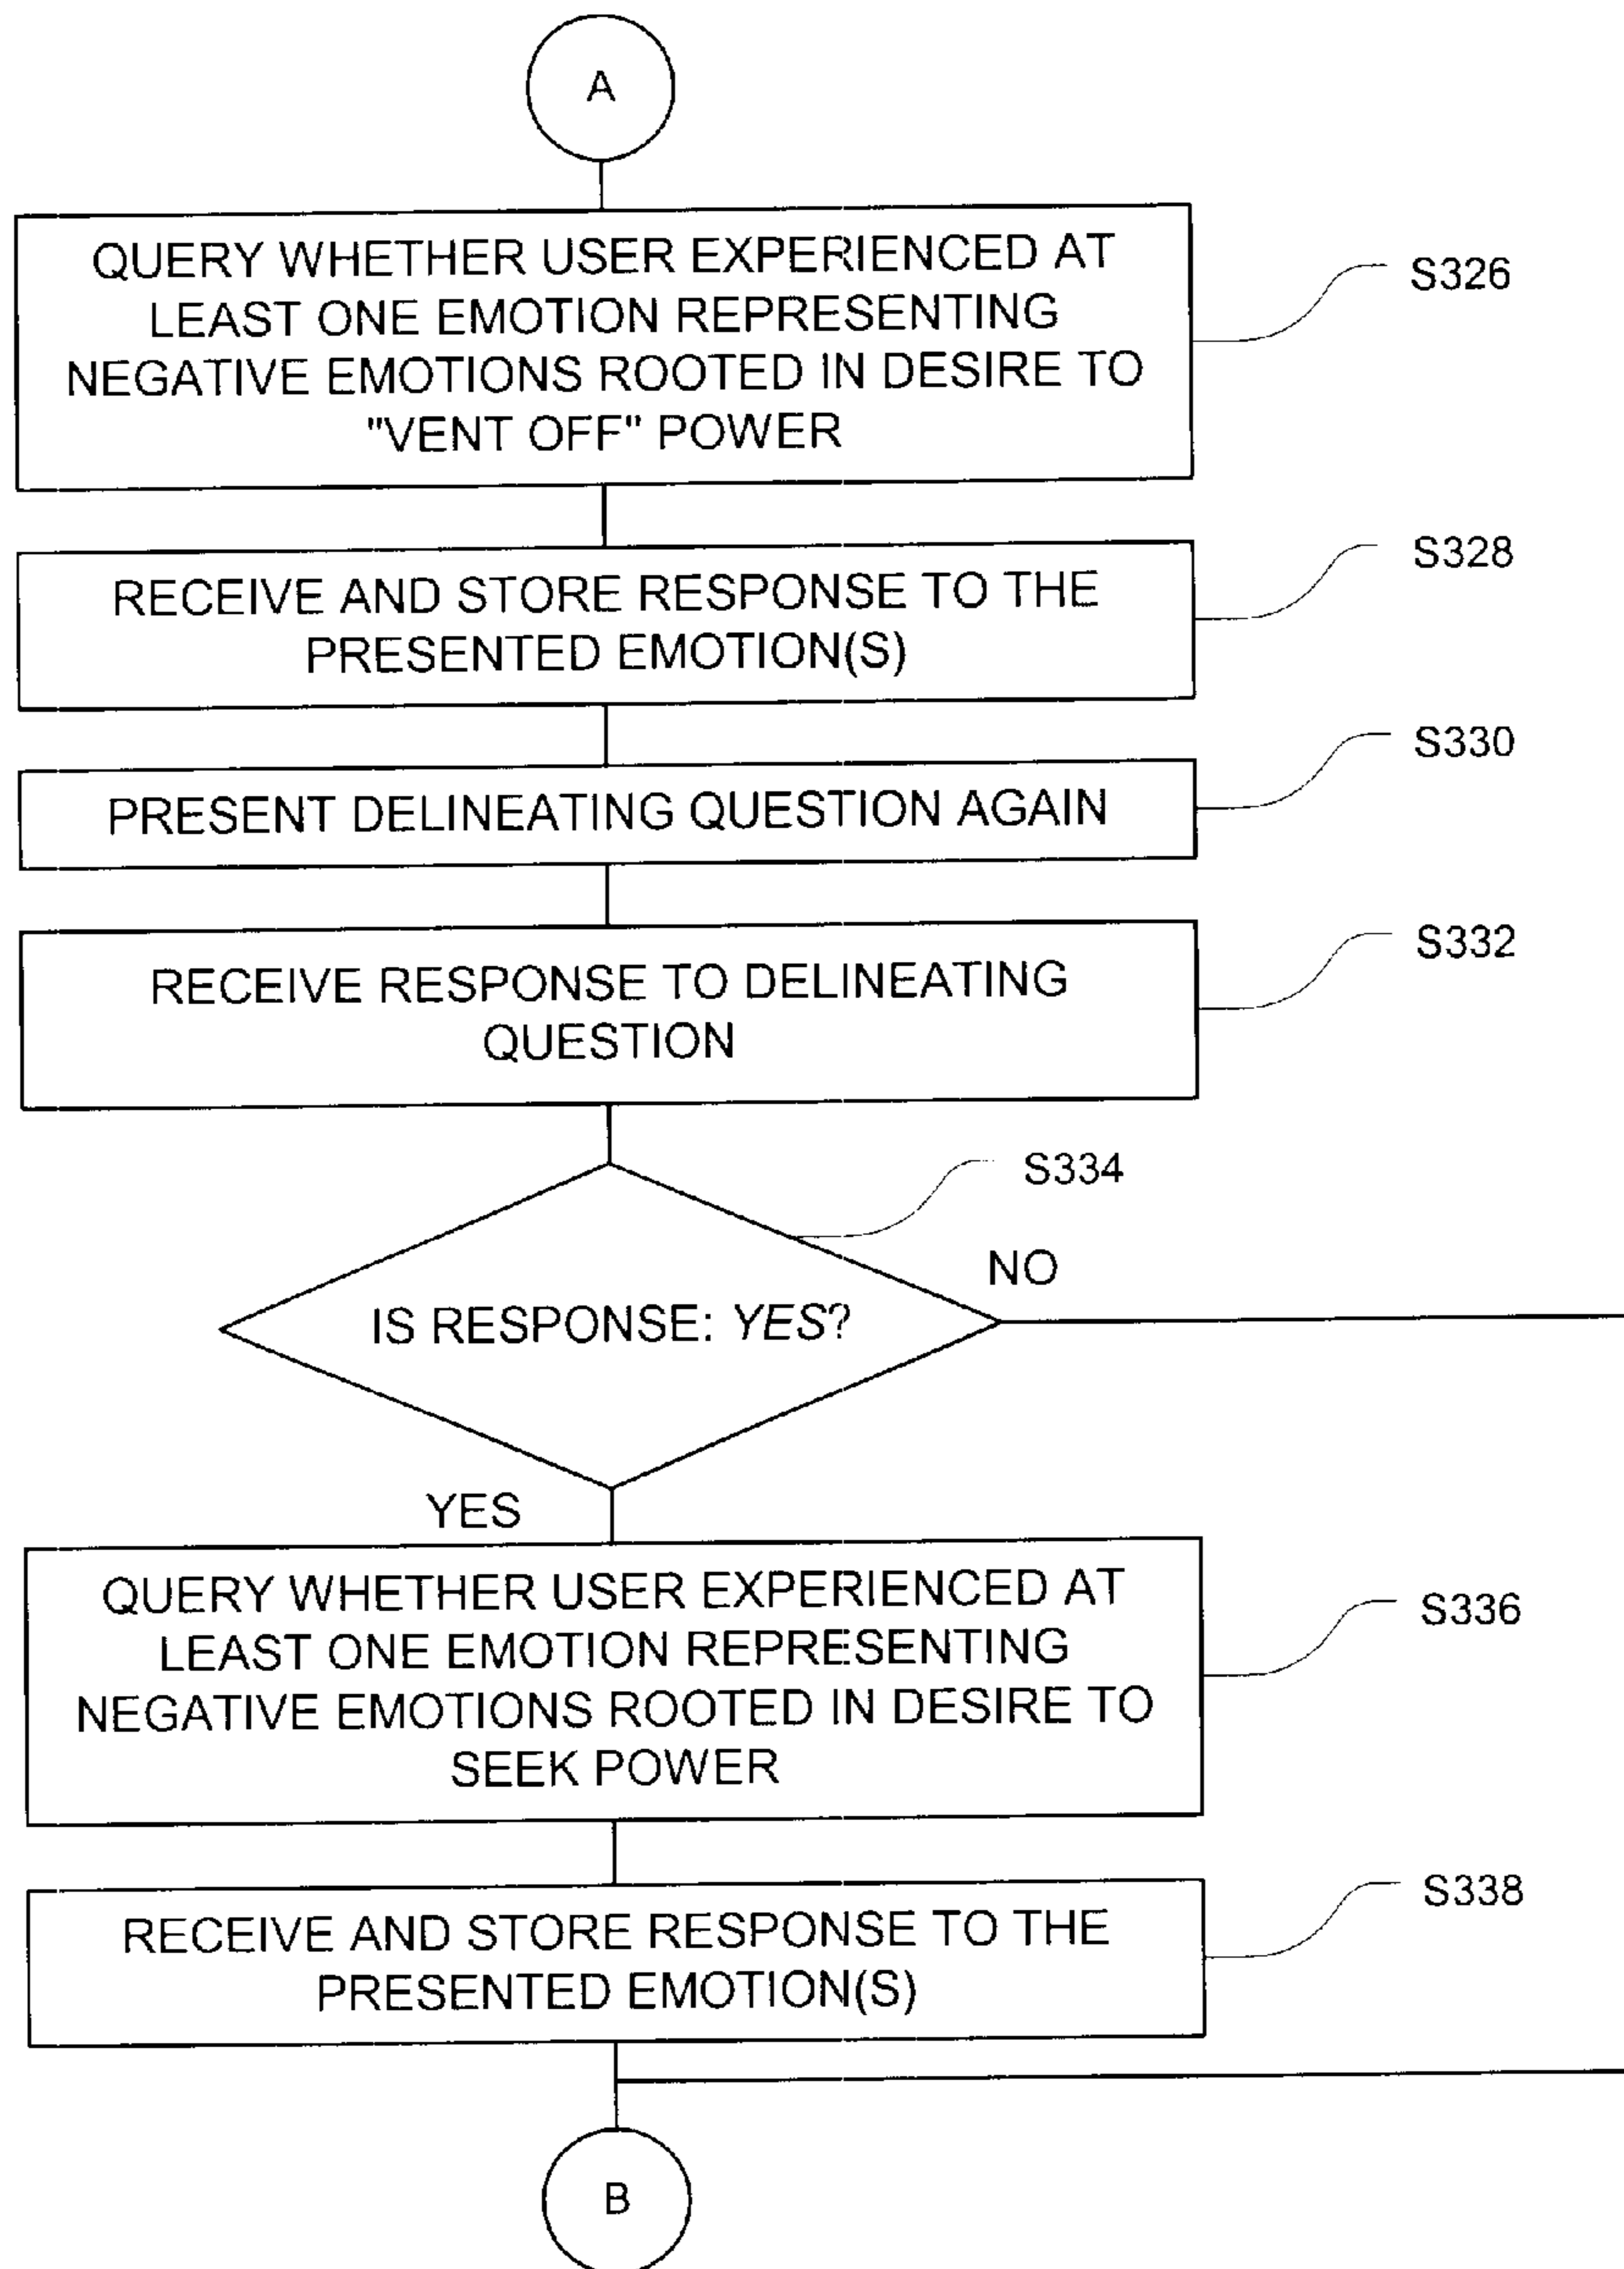 A
QUERY WHETHER USER EXPERIENCED AT
LEAST ONE EMOTION REPRESENTING
NEGATIVE EMOTIONS ROOTED IN DESIRE TO
"VENT OFF" POWER
S326
RECEIVE AND STORE RESPONSE TO THE
PRESENTED EMOTION(S)
S328
PRESENT DELINEATING QUESTION AGAIN
S330
RECEIVE RESPONSE TO DELINEATING
QUESTION
S332
S334
IS RESPONSE: YES?
NO
YES
QUERY WHETHER USER EXPERIENCED AT
LEAST ONE EMOTION REPRESENTING
NEGATIVE EMOTIONS ROOTED IN DESIRE TO
SEEK POWER
S336
RECEIVE AND STORE RESPONSE TO THE
PRESENTED EMOTION(S)
S338
B